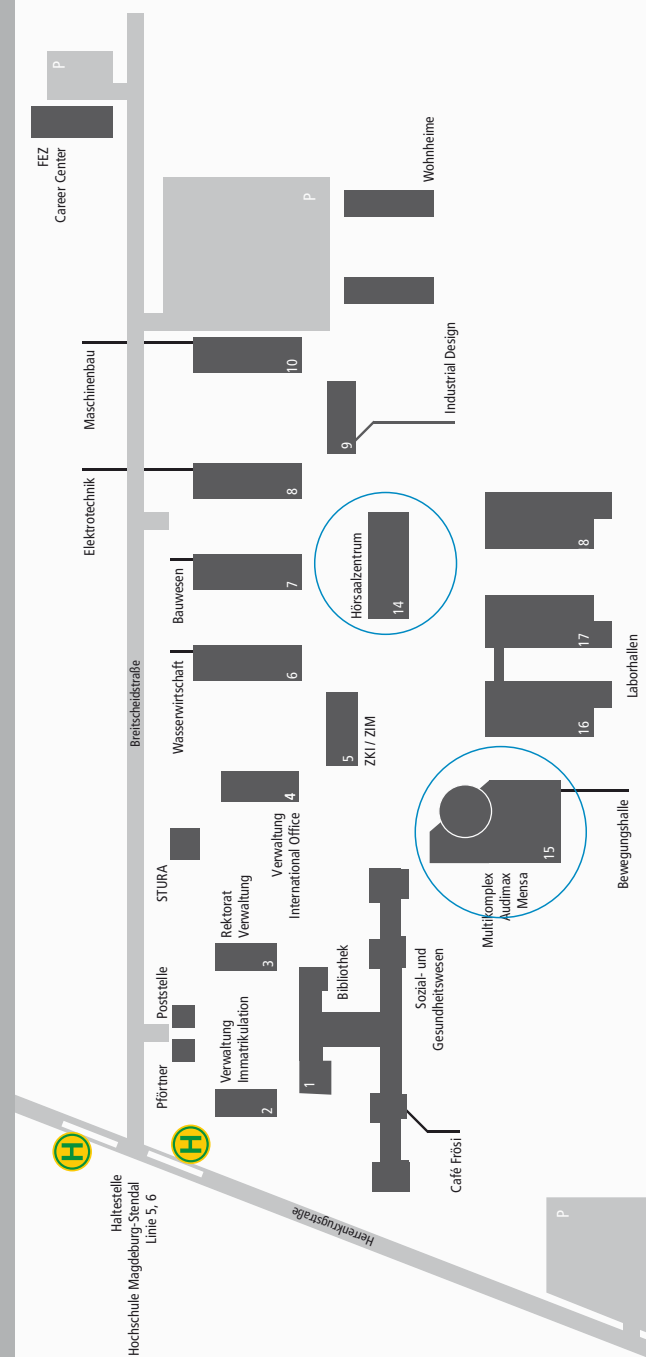 P
FEZ
Career Center
Wohnheime
P
Maschinenbau
10
Industrial Design
9
Elektrotechnik
8
Hörsaalzentrum
14
8
Bauwesen
7
17
Laborhallen
16
Breitscheidstraße
Wasserwirtschaft
6
5
ZKI / ZIM
4
Verwaltung
International Office
STURA
15
Bewegungshalle
Multikomplex
Audimax
Mensa
Rektorat
Verwaltung
3
Bibliothek
Sozial- und
Gesundheitswesen
Poststelle
Pförtner
Verwaltung
Immatrikulation
2
1
Café Frösi
H
H
Haltestelle
Hochschule Magdeburg-Stendal
Linie 5, 6
Herrenkrugstraße
P